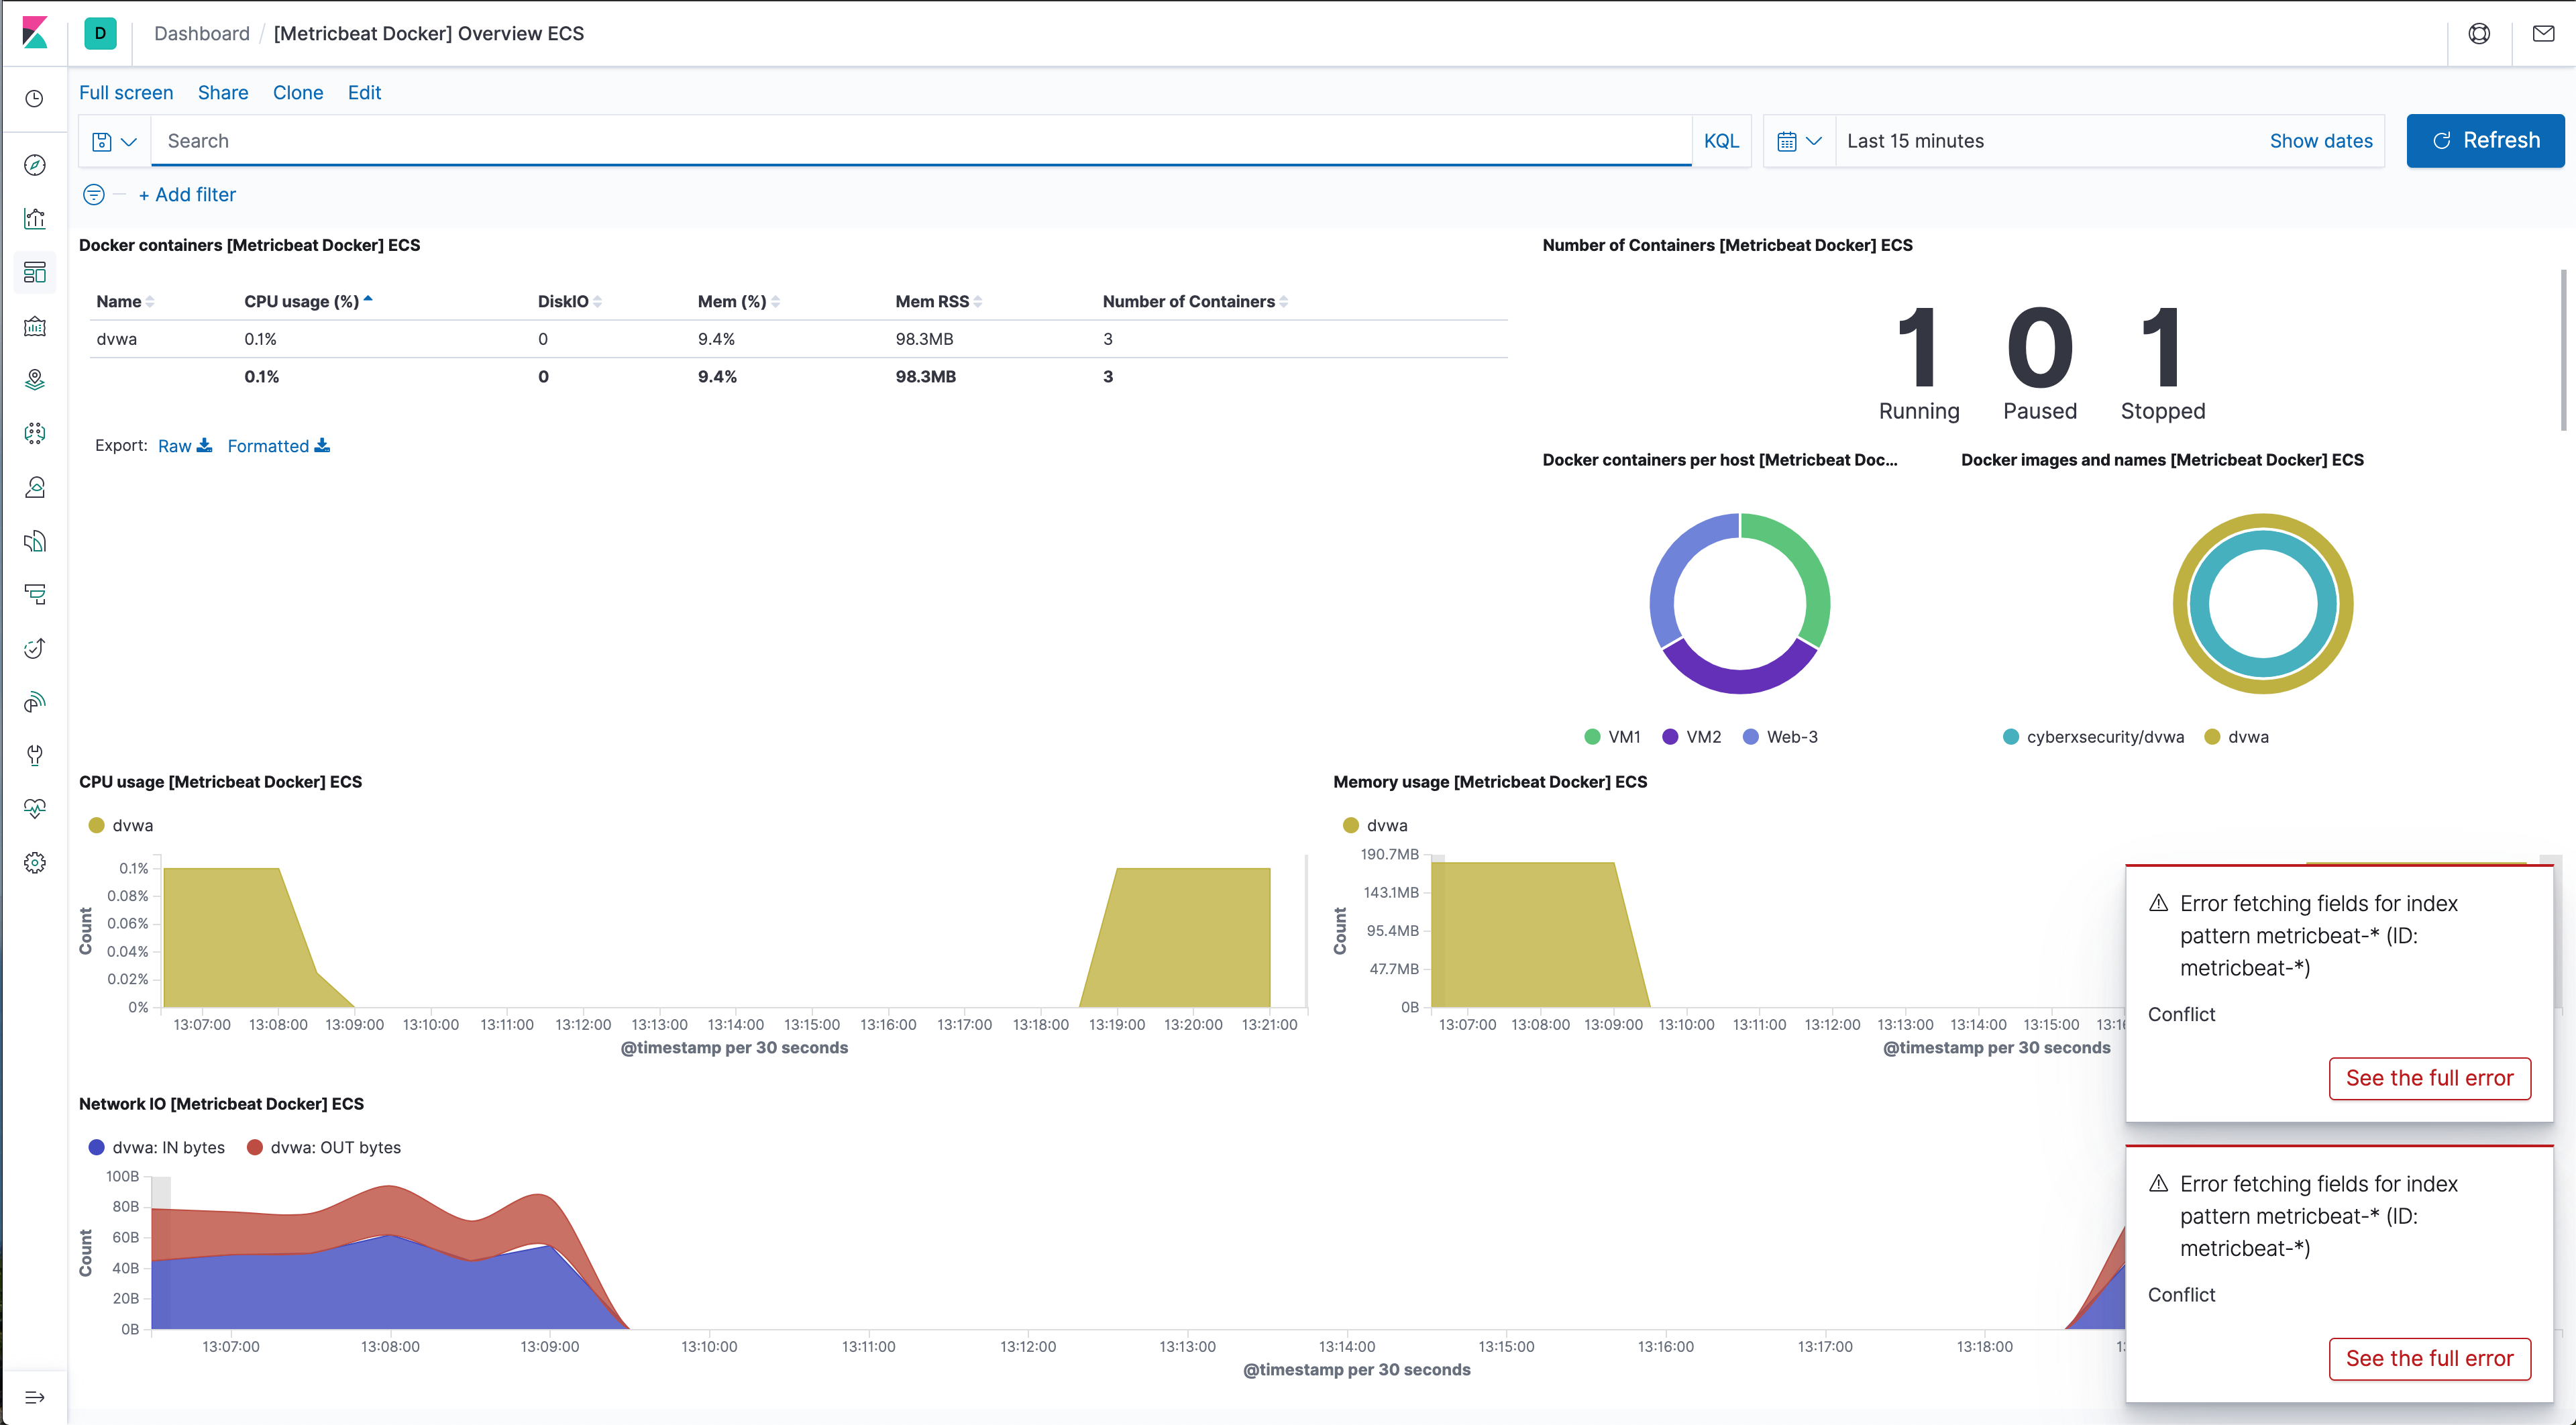 D Dashboard / [Metricbeat Docker] Overview ECS
Full screen Share Clone Edit
Search KQL Last 15 minutes Show dates Refresh
+ Add filter
Docker containers [Metricbeat Docker] ECS
Name CPU usage (%) DiskIO Mem (%) Mem RSS Number of Containers
dvwa 0.1% 0 9.4% 98.3MB 3
0.1% 0 9.4% 98.3MB 3
Export: Raw Formatted
Number of Containers [Metricbeat Docker] ECS
1 0 1
Running Paused Stopped
Docker containers per host [Metricbeat Doc...
VM1 VM2 Web-3
Docker images and names [Metricbeat Docker] ECS
cyberxsecurity/dvwa dvwa
CPU usage [Metricbeat Docker] ECS
dvwa
Count
0.1%
0.08%
0.06%
0.04%
0.02%
0%
13:07:00 13:08:00 13:09:00 13:10:00 13:11:00 13:12:00 13:13:00 13:14:00 13:15:00 13:16:00 13:17:00 13:18:00 13:19:00 13:20:00 13:21:00
@timestamp per 30 seconds
Memory usage [Metricbeat Docker] ECS
dvwa
Count
190.7MB
143.1MB
95.4MB
47.7MB
0B
13:07:00 13:08:00 13:09:00 13:10:00 13:11:00 13:12:00 13:13:00 13:14:00 13:15:00
@timestamp per 30 seconds
Network IO [Metricbeat Docker] ECS
dvwa: IN bytes dvwa: OUT bytes
Count
100B
80B
60B
40B
20B
0B
13:07:00 13:08:00 13:09:00 13:10:00 13:11:00 13:12:00 13:13:00 13:14:00 13:15:00 13:16:00 13:17:00 13:18:00
@timestamp per 30 seconds
Error fetching fields for index
pattern metricbeat-* (ID:
metricbeat-*)
Conflict
See the full error
Error fetching fields for index
pattern metricbeat-* (ID:
metricbeat-*)
Conflict
See the full error